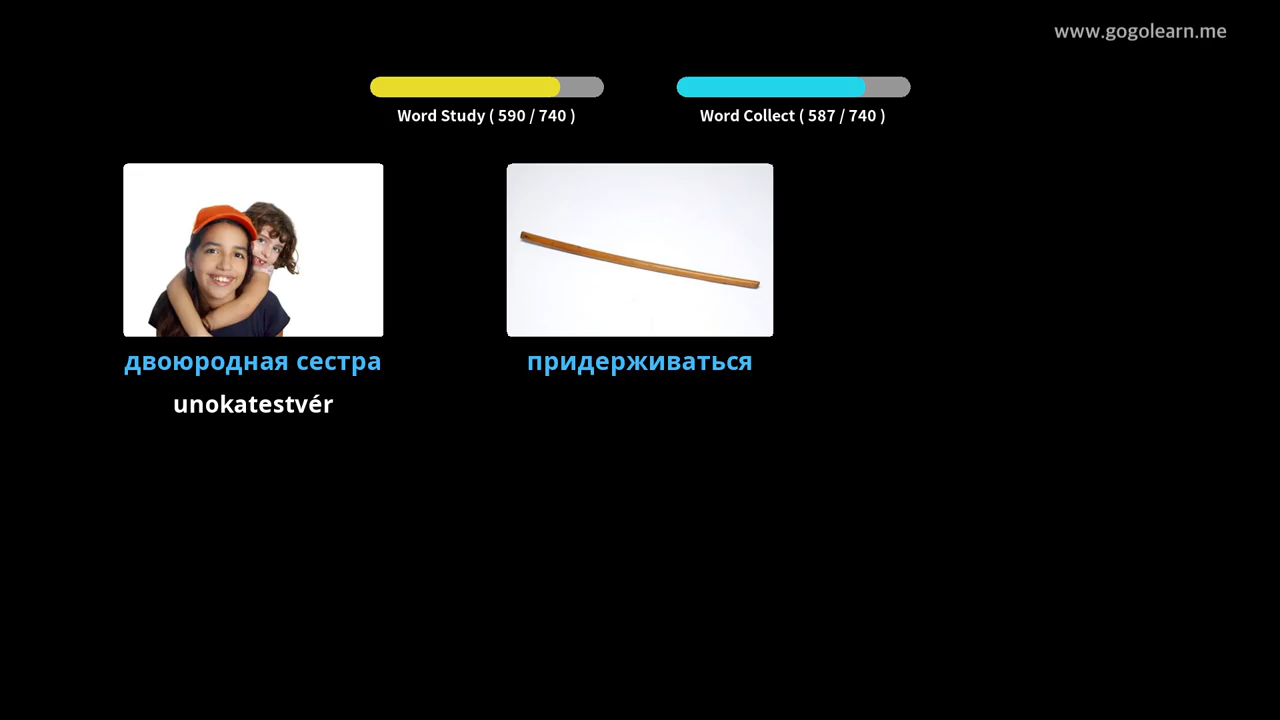 www.gogolearn.me
Word Study ( 590 / 740 )
Word Collect ( 587 / 740 )
двоюродная сестра
придерживаться
unokatestvér